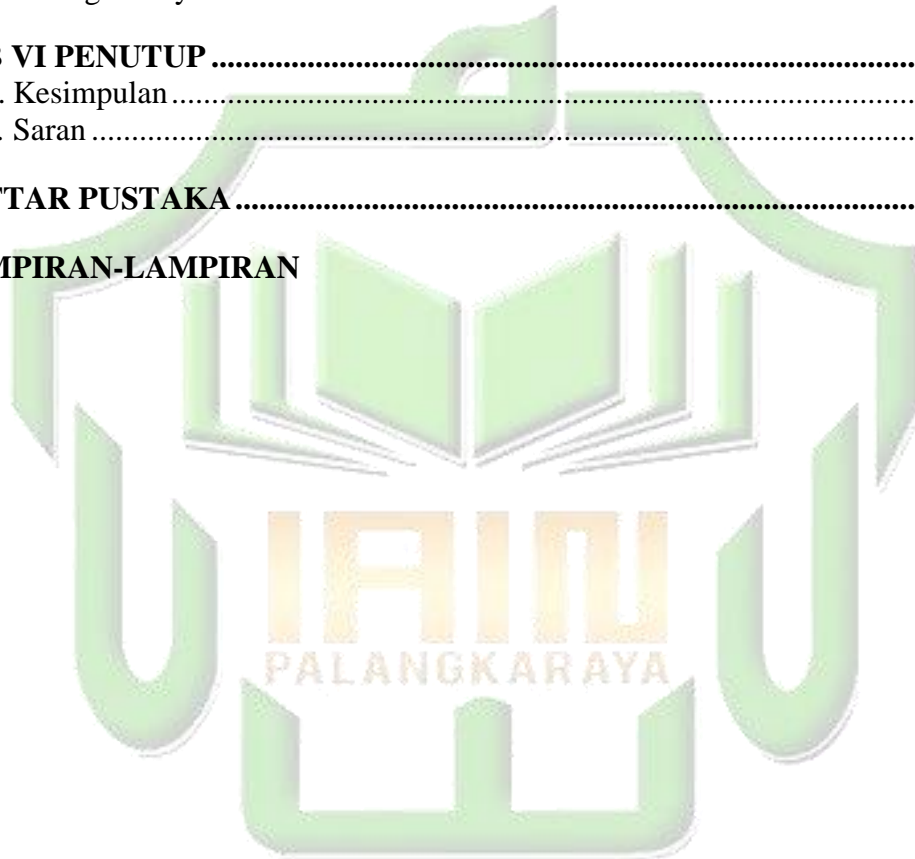 VI PENUTUP ...........................................................................................
. Kesimpulan ...........................................................................................
. Saran ...........................................................................................
TAR PUSTAKA ...........................................................................................
MPIRAN-LAMPIRAN
IAIN
PALANGKARAYA